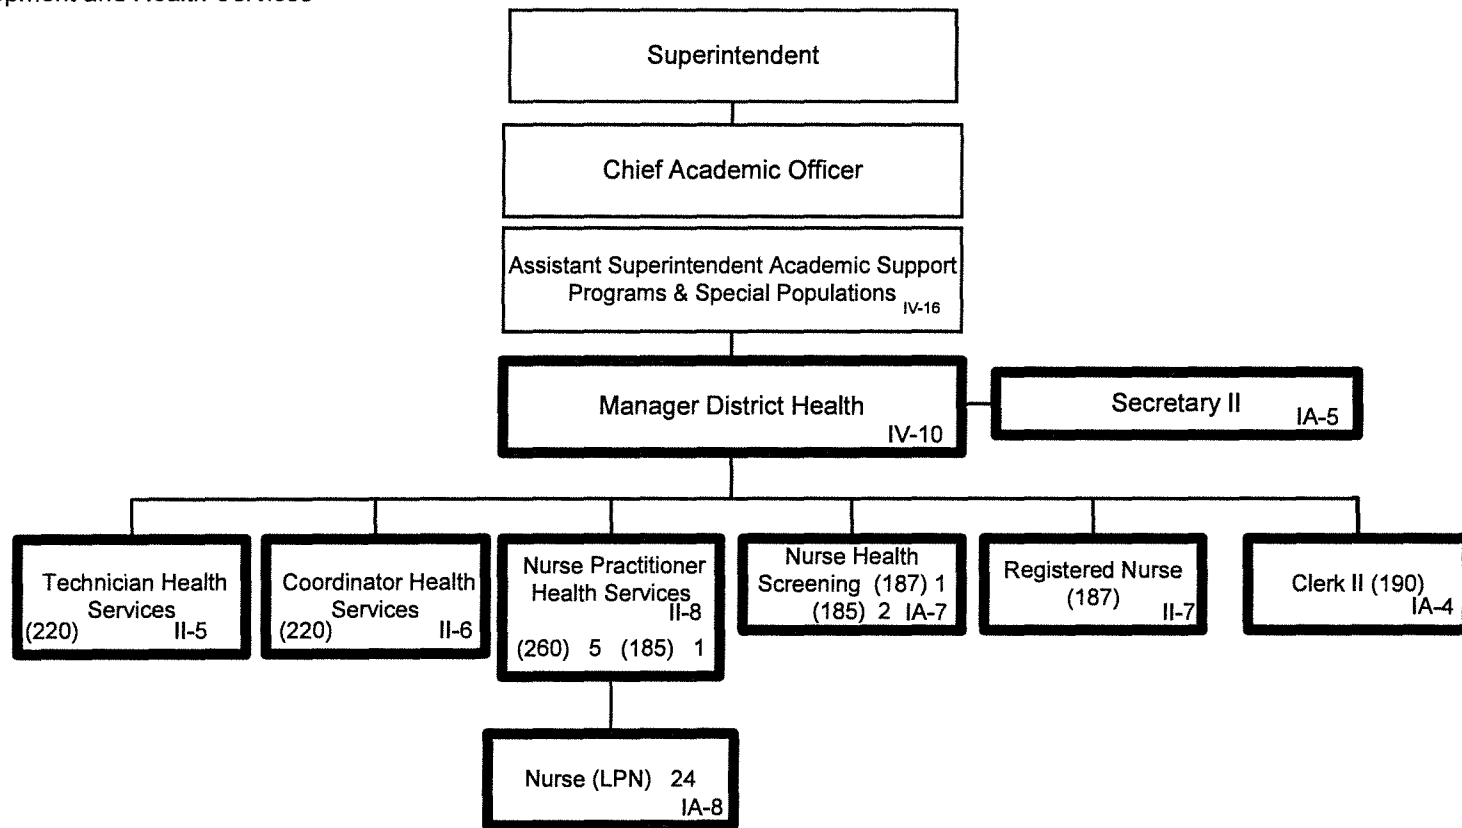 Superintendent
Chief Academic Officer
Assistant Superintendent Academic Support
Programs & Special Populations
IV-16
Manager District Health
IV-10
Secretary II
IA-5
Technician Health
Services
(220) II-5
Coordinator Health
Services
(220) II-6
Nurse Practitioner
Health Services
II-8
(260) 5 (185) 1
Nurse Health
Screening (187) 1
(185) 2 IA-7
Registered Nurse
(187)
II-7
Clerk II (190)
IA-4
Nurse (LPN) 24
IA-8